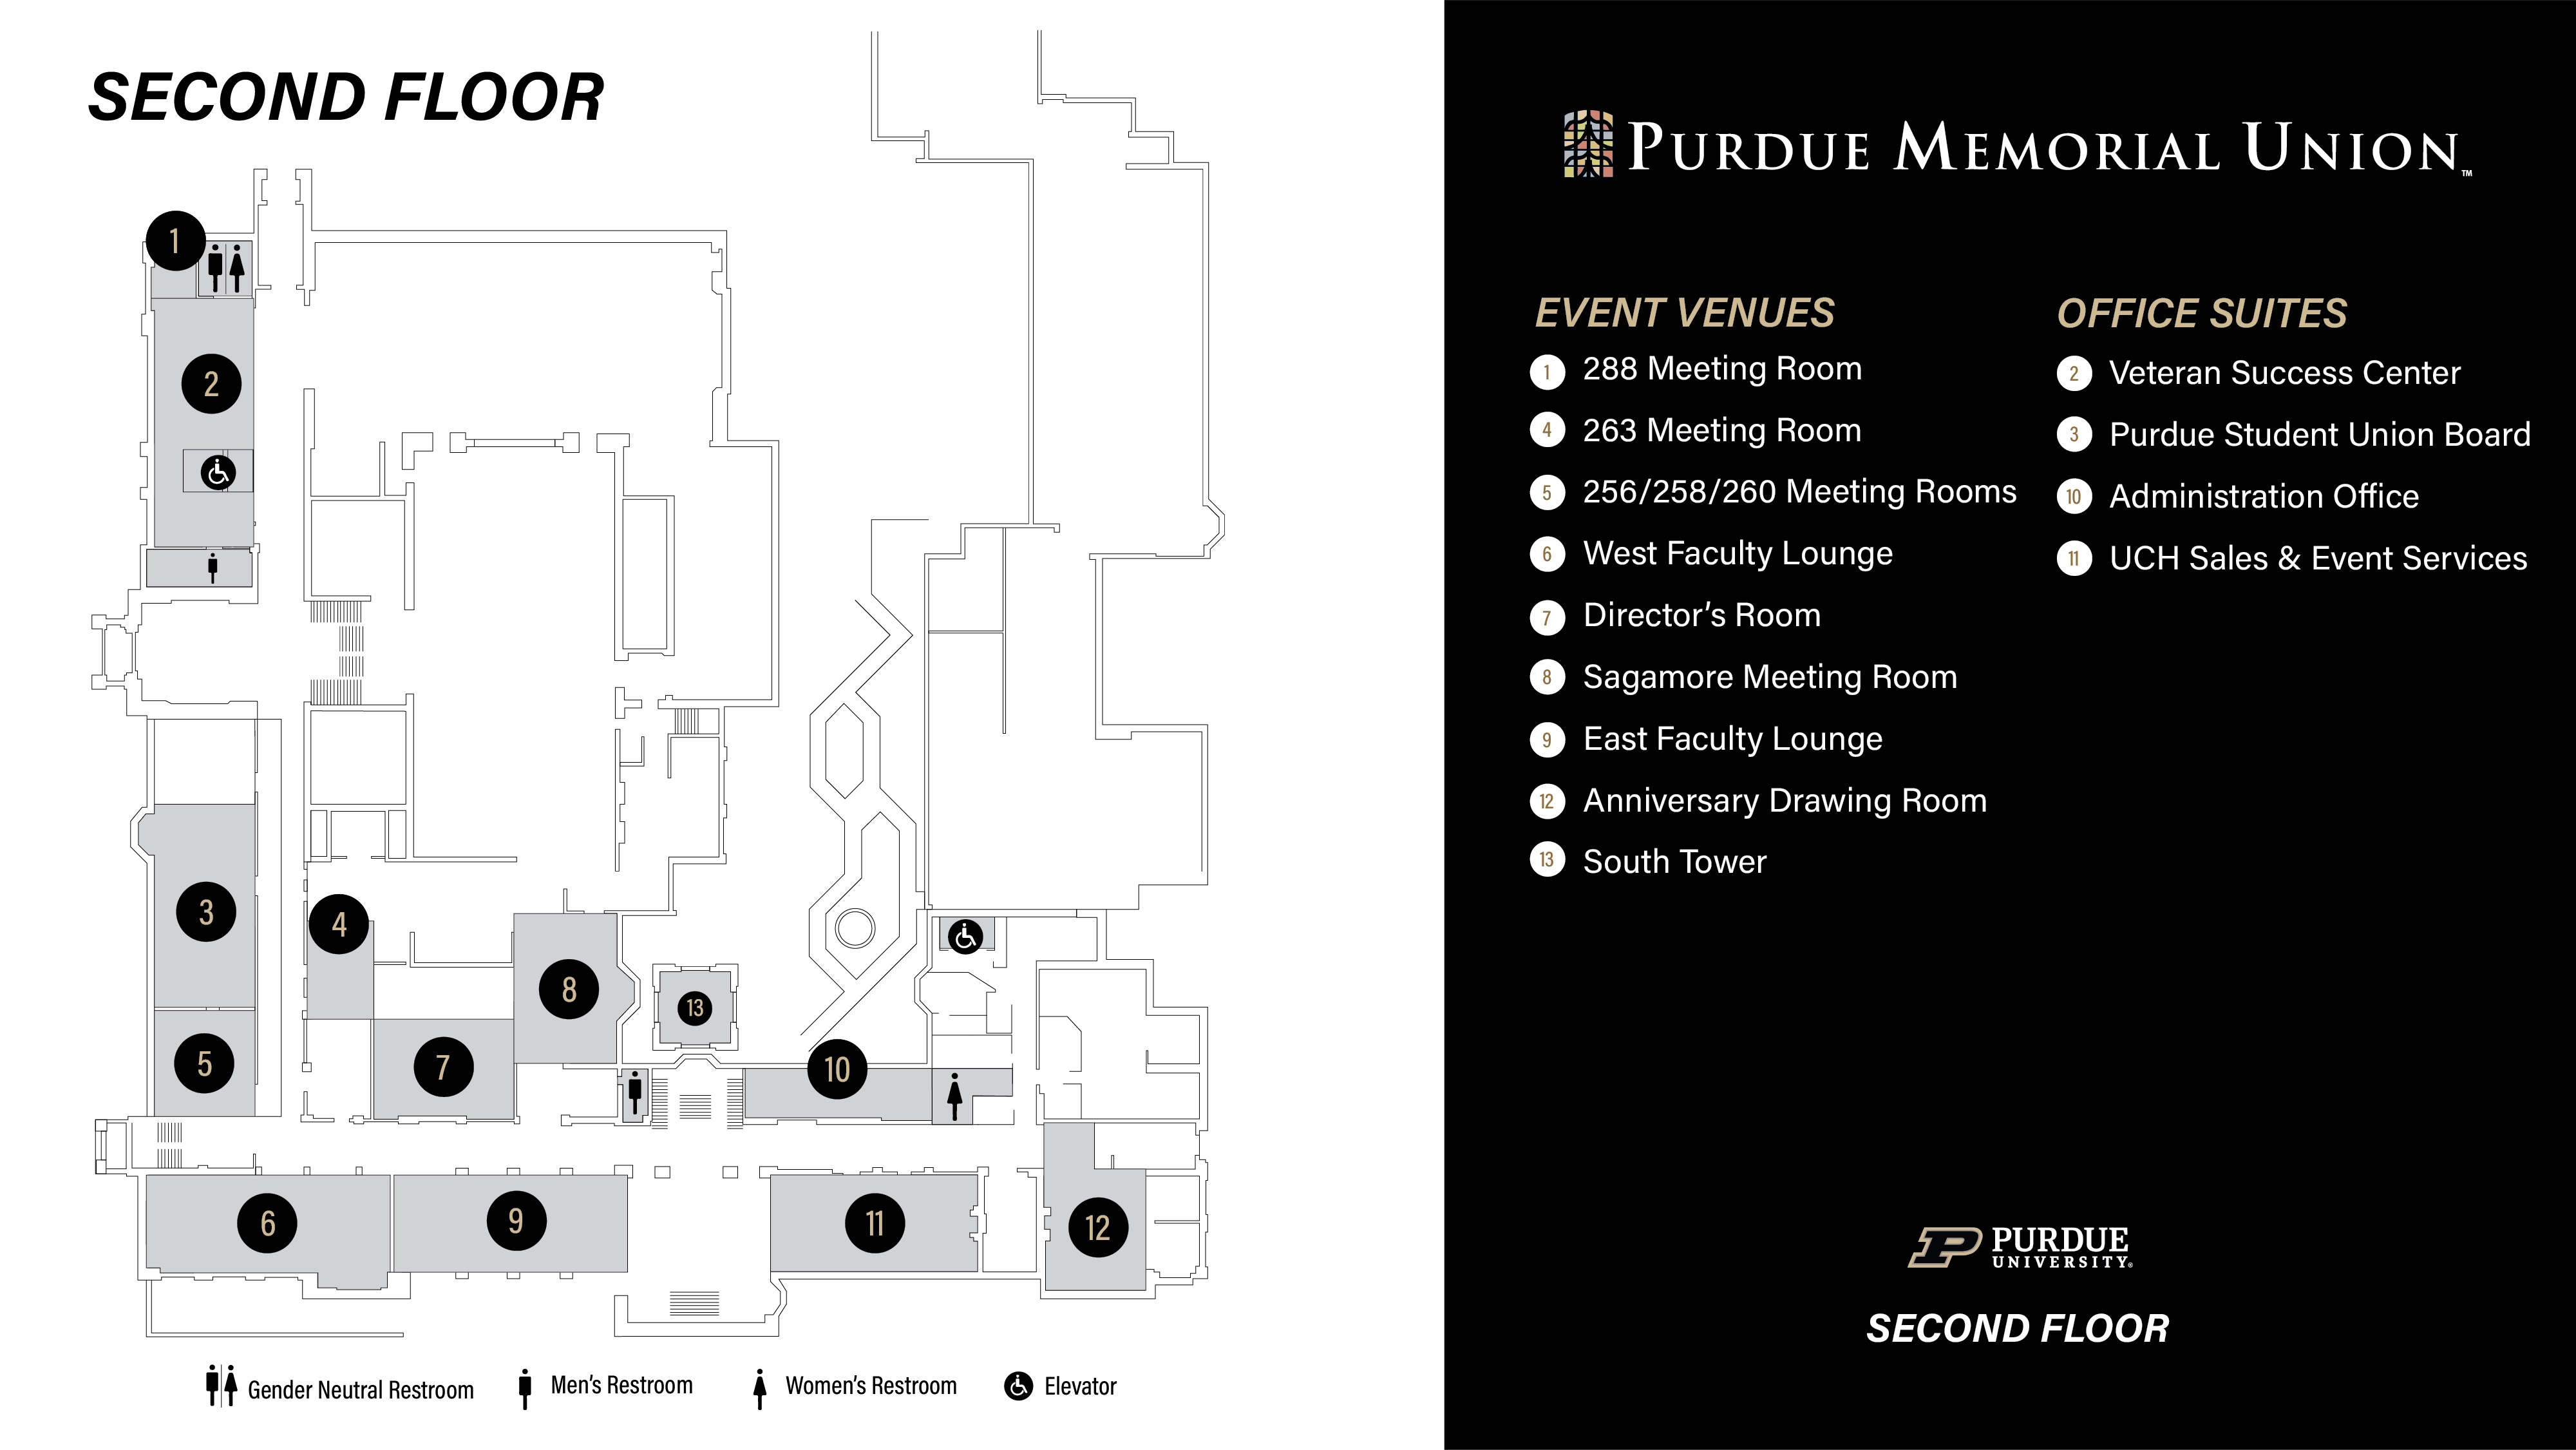 SECOND FLOOR
1
2
3
4
5
6
7
8
9
10
11
12
13
Gender Neutral Restroom
Men's Restroom
Women's Restroom
Elevator
PURDUE MEMORIAL UNION™
EVENT VENUES
1 288 Meeting Room
4 263 Meeting Room
5 256/258/260 Meeting Rooms
6 West Faculty Lounge
7 Director's Room
8 Sagamore Meeting Room
9 East Faculty Lounge
12 Anniversary Drawing Room
13 South Tower
OFFICE SUITES
2 Veteran Success Center
3 Purdue Student Union Board
10 Administration Office
11 UCH Sales & Event Services
P PURDUE
UNIVERSITY®
SECOND FLOOR